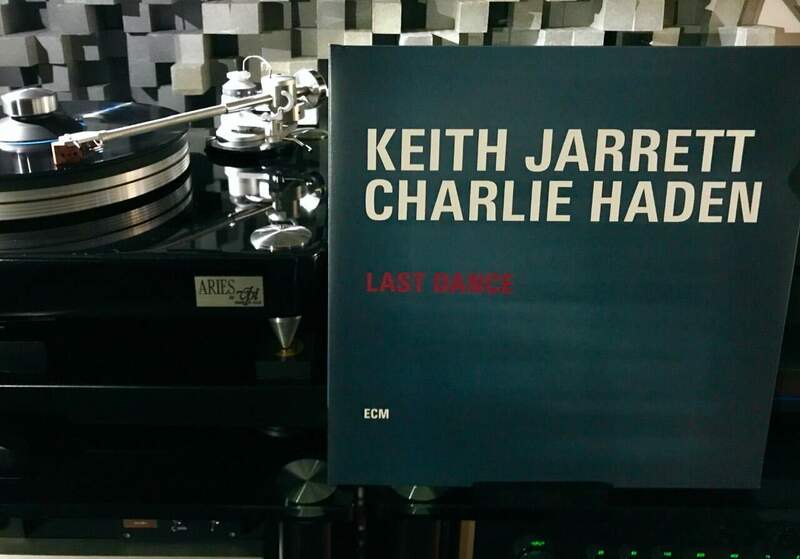 KEITH JARRETT
CHARLIE HADEN
LAST DANCE
ECM
ARIES